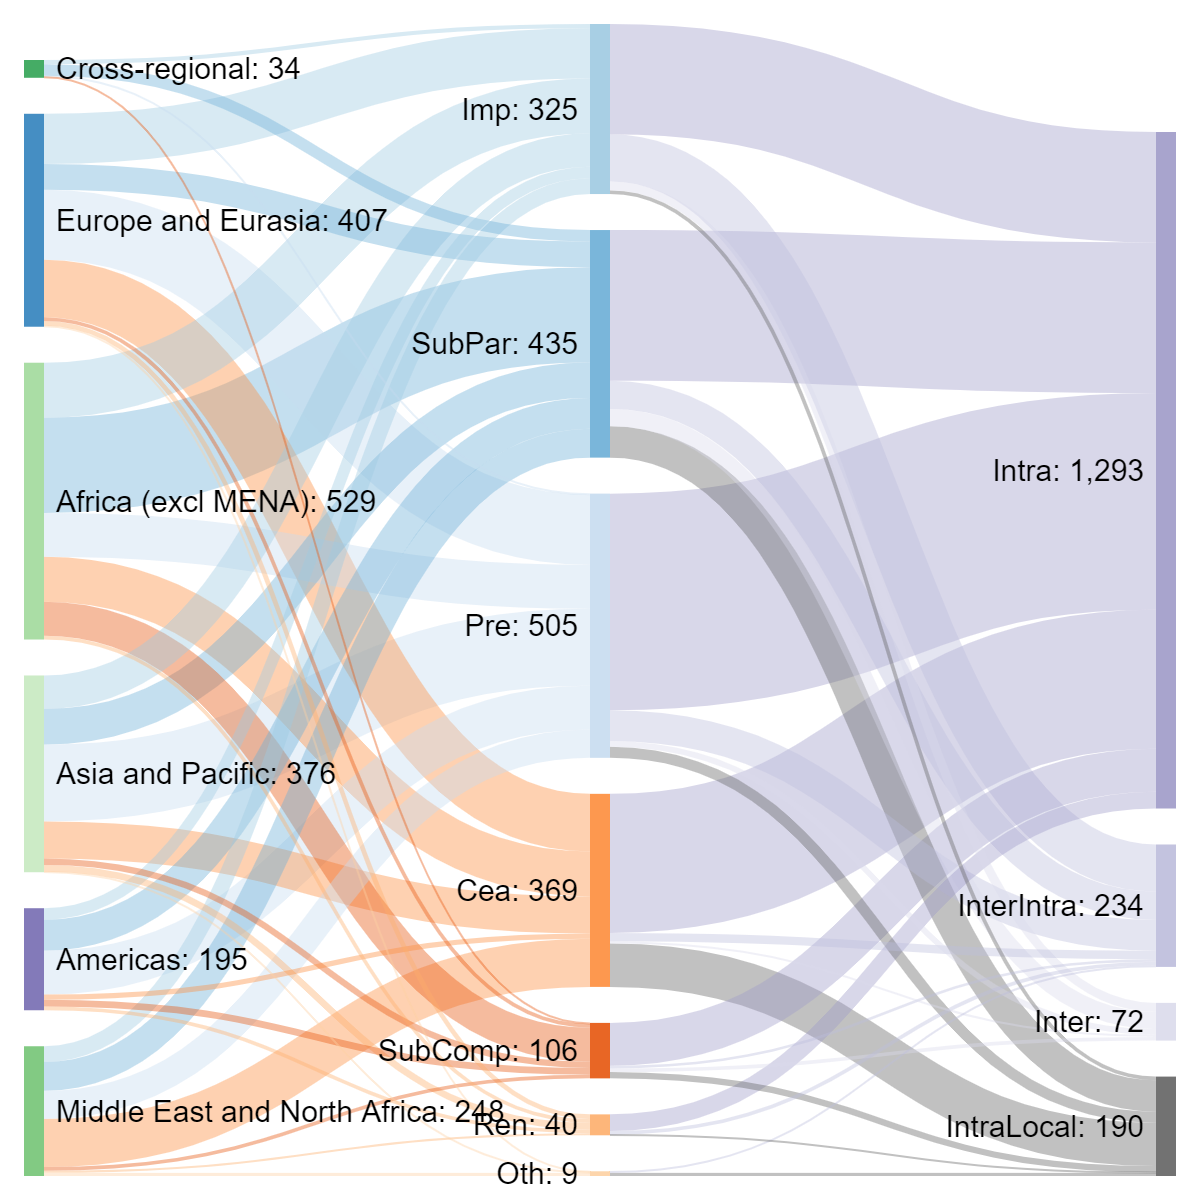 Cross-regional: 34
Europe and Eurasia: 407
Africa (excl MENA): 529
Asia and Pacific: 376
Americas: 195
Middle East and North Africa: 248
Imp: 325
SubPar: 435
Pre: 505
Cea: 369
SubComp: 106
Ren: 40
Oth: 9
Intra: 1,293
InterIntra: 234
Inter: 72
IntraLocal: 190